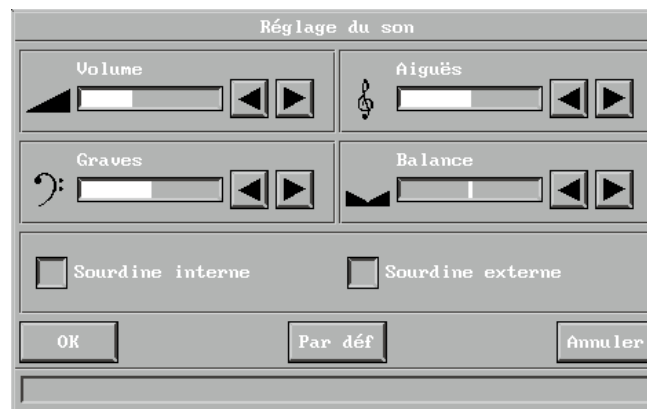 Réglage du son
Volume
Aiguës
Graves
Balance
Sourdine interne
Sourdine externe
OK
Par déf
Annuler